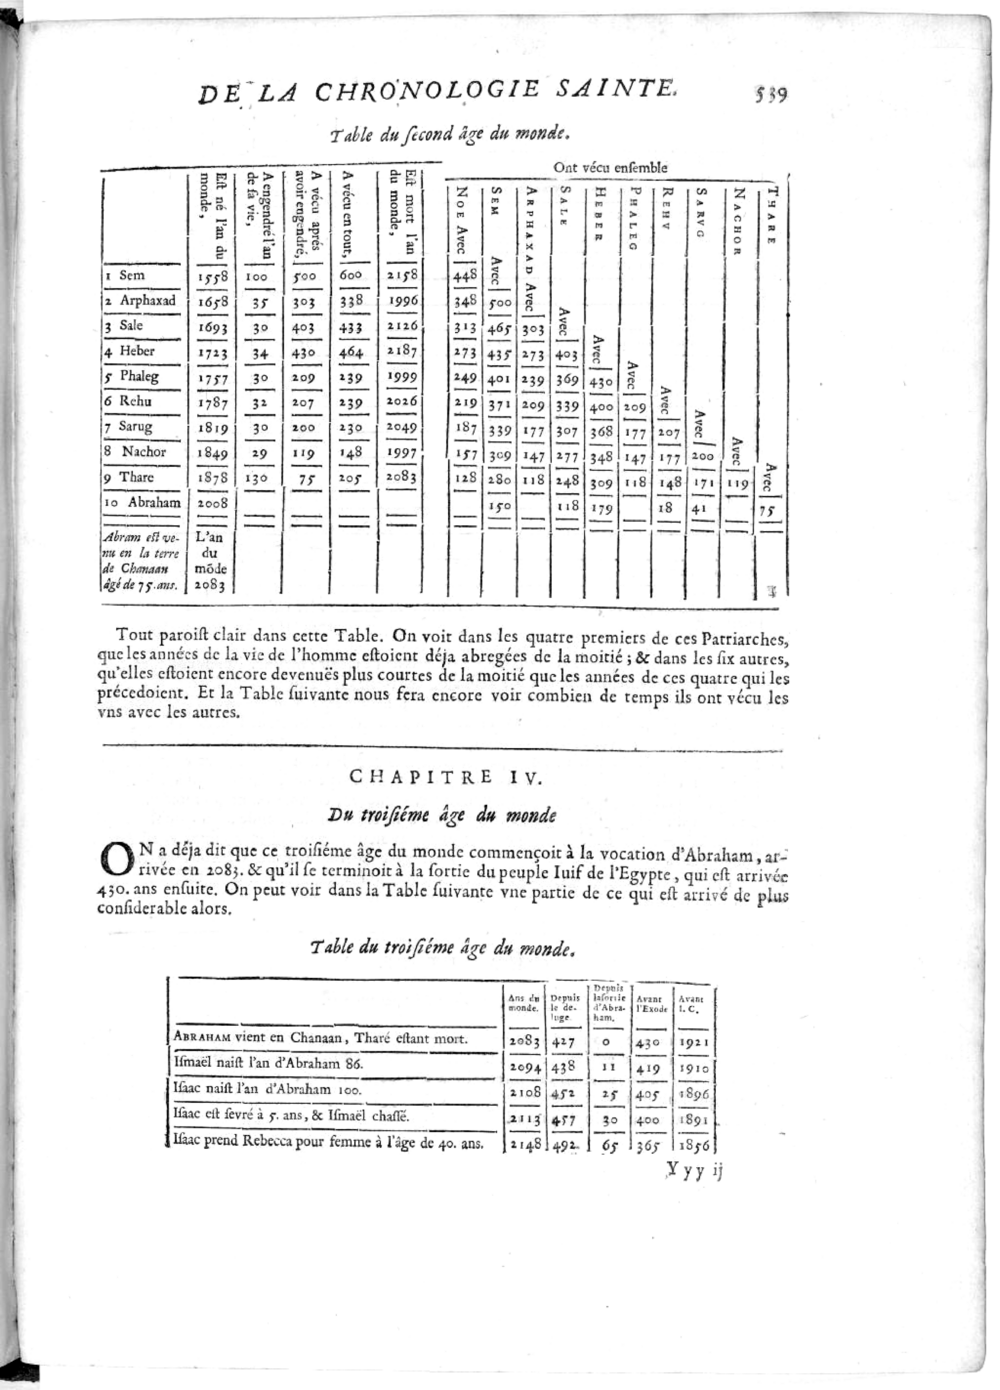 DE LA CHRONOLOGIE SAINTE. 539
Table du ſecond âge du monde.
Ont vécu enſemble
Eſt né l'an du monde, A engendré l'an de ſa vie, A vécu aprés avoir engendré, A vécu en tout, Eſt mort l'an du monde, NOE Avec SEM Avec ARPHAXAD Avec SALE Avec HEBER Avec PHALEG Avec REHV Avec SARVG Avec NACHOR Avec THARE Avec
1 Sem 1558 100 500 600 2158 448
2 Arphaxad 1658 35 303 338 1996 348 500
3 Sale 1693 30 403 433 2126 313 465 303
4 Heber 1723 34 430 464 2187 273 435 273 403
5 Phaleg 1757 30 209 239 1999 249 401 239 369 430
6 Rehu 1787 32 207 239 2026 219 371 209 339 400 209
7 Sarug 1819 30 200 230 2049 187 339 177 307 368 177 207
8 Nachor 1849 29 119 148 1997 157 309 147 277 348 147 177 200
9 Thare 1878 130 75 205 2083 128 280 118 248 309 118 148 171 119
10 Abraham 2008 150 118 179 18 41 75
Abram eſt ve- L'an
nu en la terre du
de Chanaan mōde
âgé de 75. ans. 2083
Tout paroiſt clair dans cette Table. On voit dans les quatre premiers de ces Patriarches,
que les années de la vie de l'homme eſtoient déja abregées de la moitié ; & dans les ſix autres,
qu'elles eſtoient encore devenuës plus courtes de la moitié que les années de ces quatre qui les
précedoient. Et la Table ſuivante nous fera encore voir combien de temps ils ont vécu les
vns avec les autres.
CHAPITRE IV.
Du troiſiéme âge du monde
ON a déja dit que ce troiſiéme âge du monde commençoit à la vocation d'Abraham, ar-
rivée en 2083. & qu'il ſe terminoit à la ſortie du peuple Iuif de l'Egypte, qui eſt arrivée
430. ans enſuite. On peut voir dans la Table ſuivante vne partie de ce qui eſt arrivé de plus
conſiderable alors.
Table du troiſiéme âge du monde.
Ans du monde. Depuis le deluge. Depuis laſortie d'Abraham. Avant l'Exode Avant I. C.
ABRAHAM vient en Chanaan, Tharé eſtant mort. 2083 427 0 430 1921
Iſmaël naiſt l'an d'Abraham 86. 2094 438 11 419 1910
Iſaac naiſt l'an d'Abraham 100. 2108 452 25 405 1896
Iſaac eſt ſevré à 5. ans, & Iſmaël chaſſé. 2113 457 30 400 1891
Iſaac prend Rebecca pour femme à l'âge de 40. ans. 2148 492 65 365 1856
Yyy ij